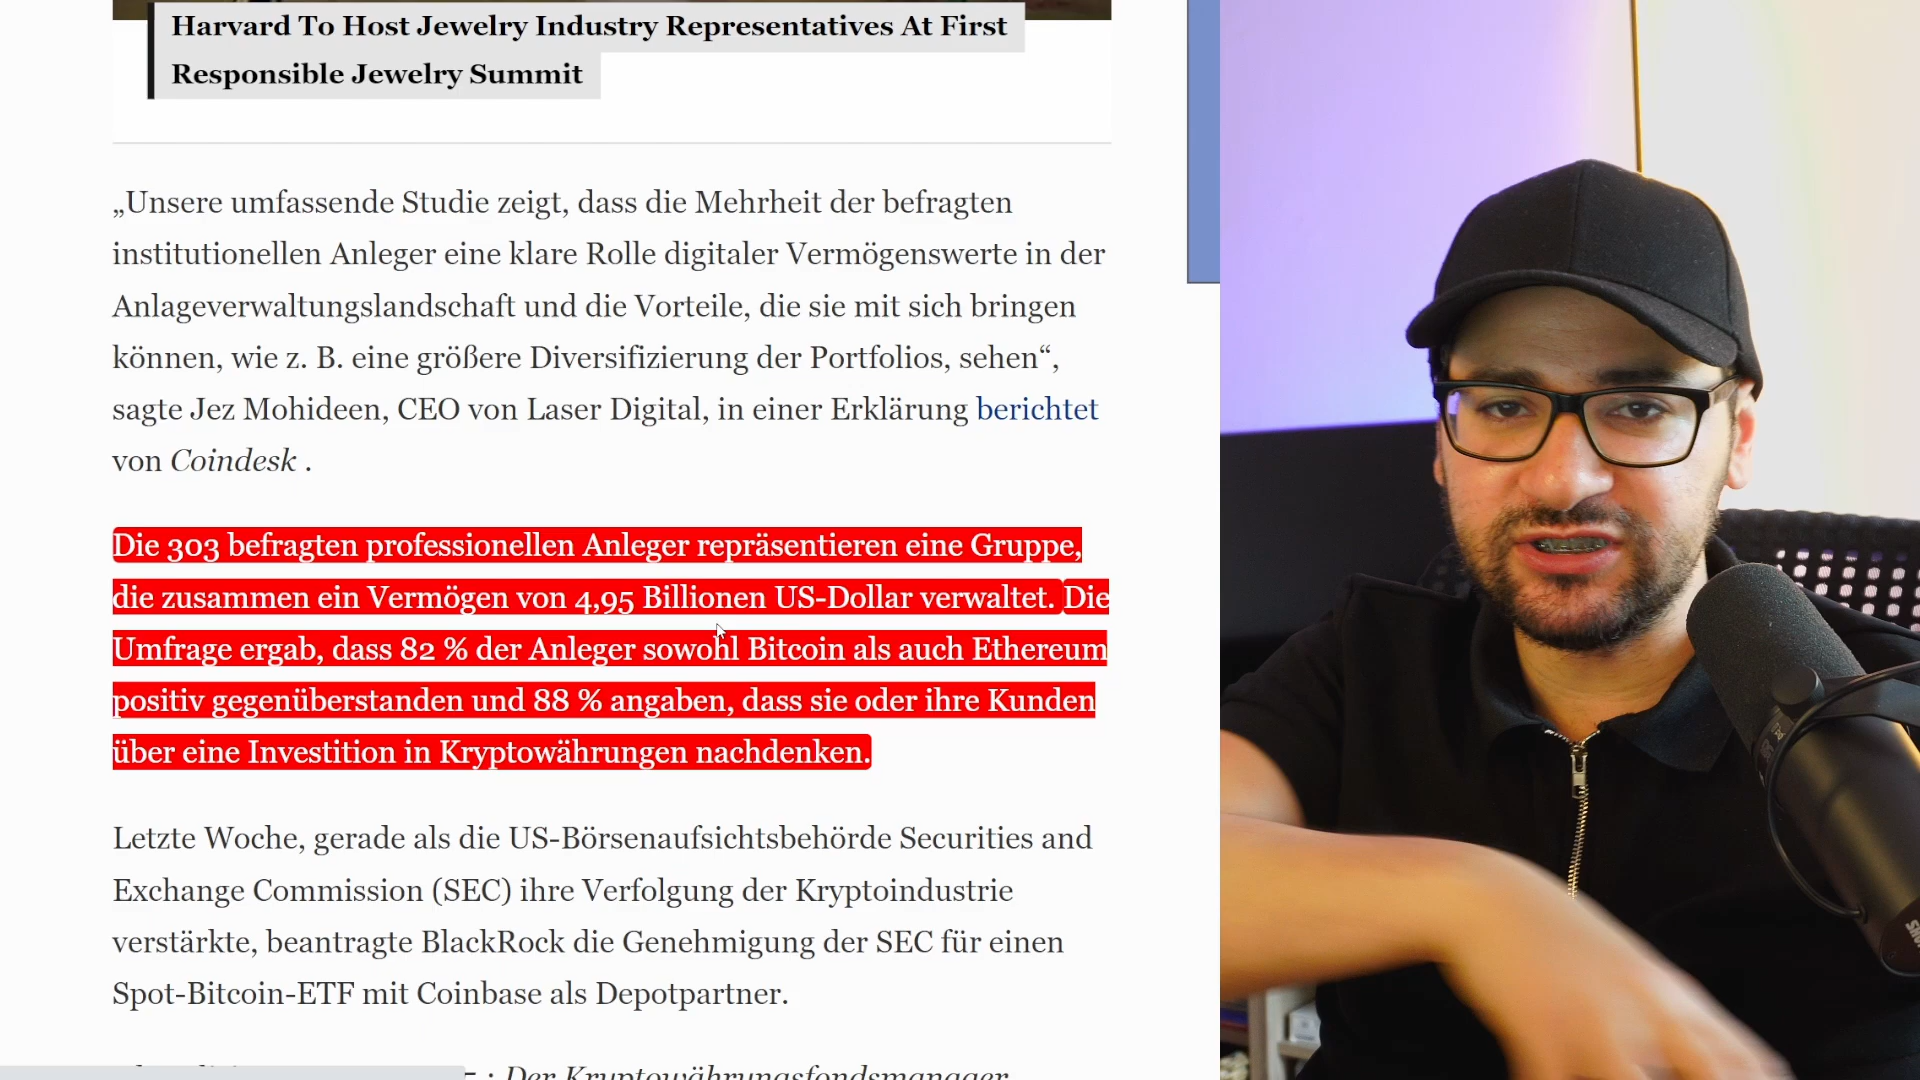 Harvard To Host Jewelry Industry Representatives At First
Responsible Jewelry Summit
„Unsere umfassende Studie zeigt, dass die Mehrheit der befragten
institutionellen Anleger eine klare Rolle digitaler Vermögenswerte in der
Anlageverwaltungslandschaft und die Vorteile, die sie mit sich bringen
können, wie z. B. eine größere Diversifizierung der Portfolios, sehen“,
sagte Jez Mohideen, CEO von Laser Digital, in einer Erklärung berichtet
von Coindesk .
Die 303 befragten professionellen Anleger repräsentieren eine Gruppe,
die zusammen ein Vermögen von 4,95 Billionen US-Dollar verwaltet. Die
Umfrage ergab, dass 82 % der Anleger sowohl Bitcoin als auch Ethereum
positiv gegenüberstanden und 88 % angaben, dass sie oder ihre Kunden
über eine Investition in Kryptowährungen nachdenken.
Letzte Woche, gerade als die US-Börsenaufsichtsbehörde Securities and
Exchange Commission (SEC) ihre Verfolgung der Kryptoindustrie
verstärkte, beantragte BlackRock die Genehmigung der SEC für einen
Spot-Bitcoin-ETF mit Coinbase als Depotpartner.
: Der Kryptowährungsfondsmanager